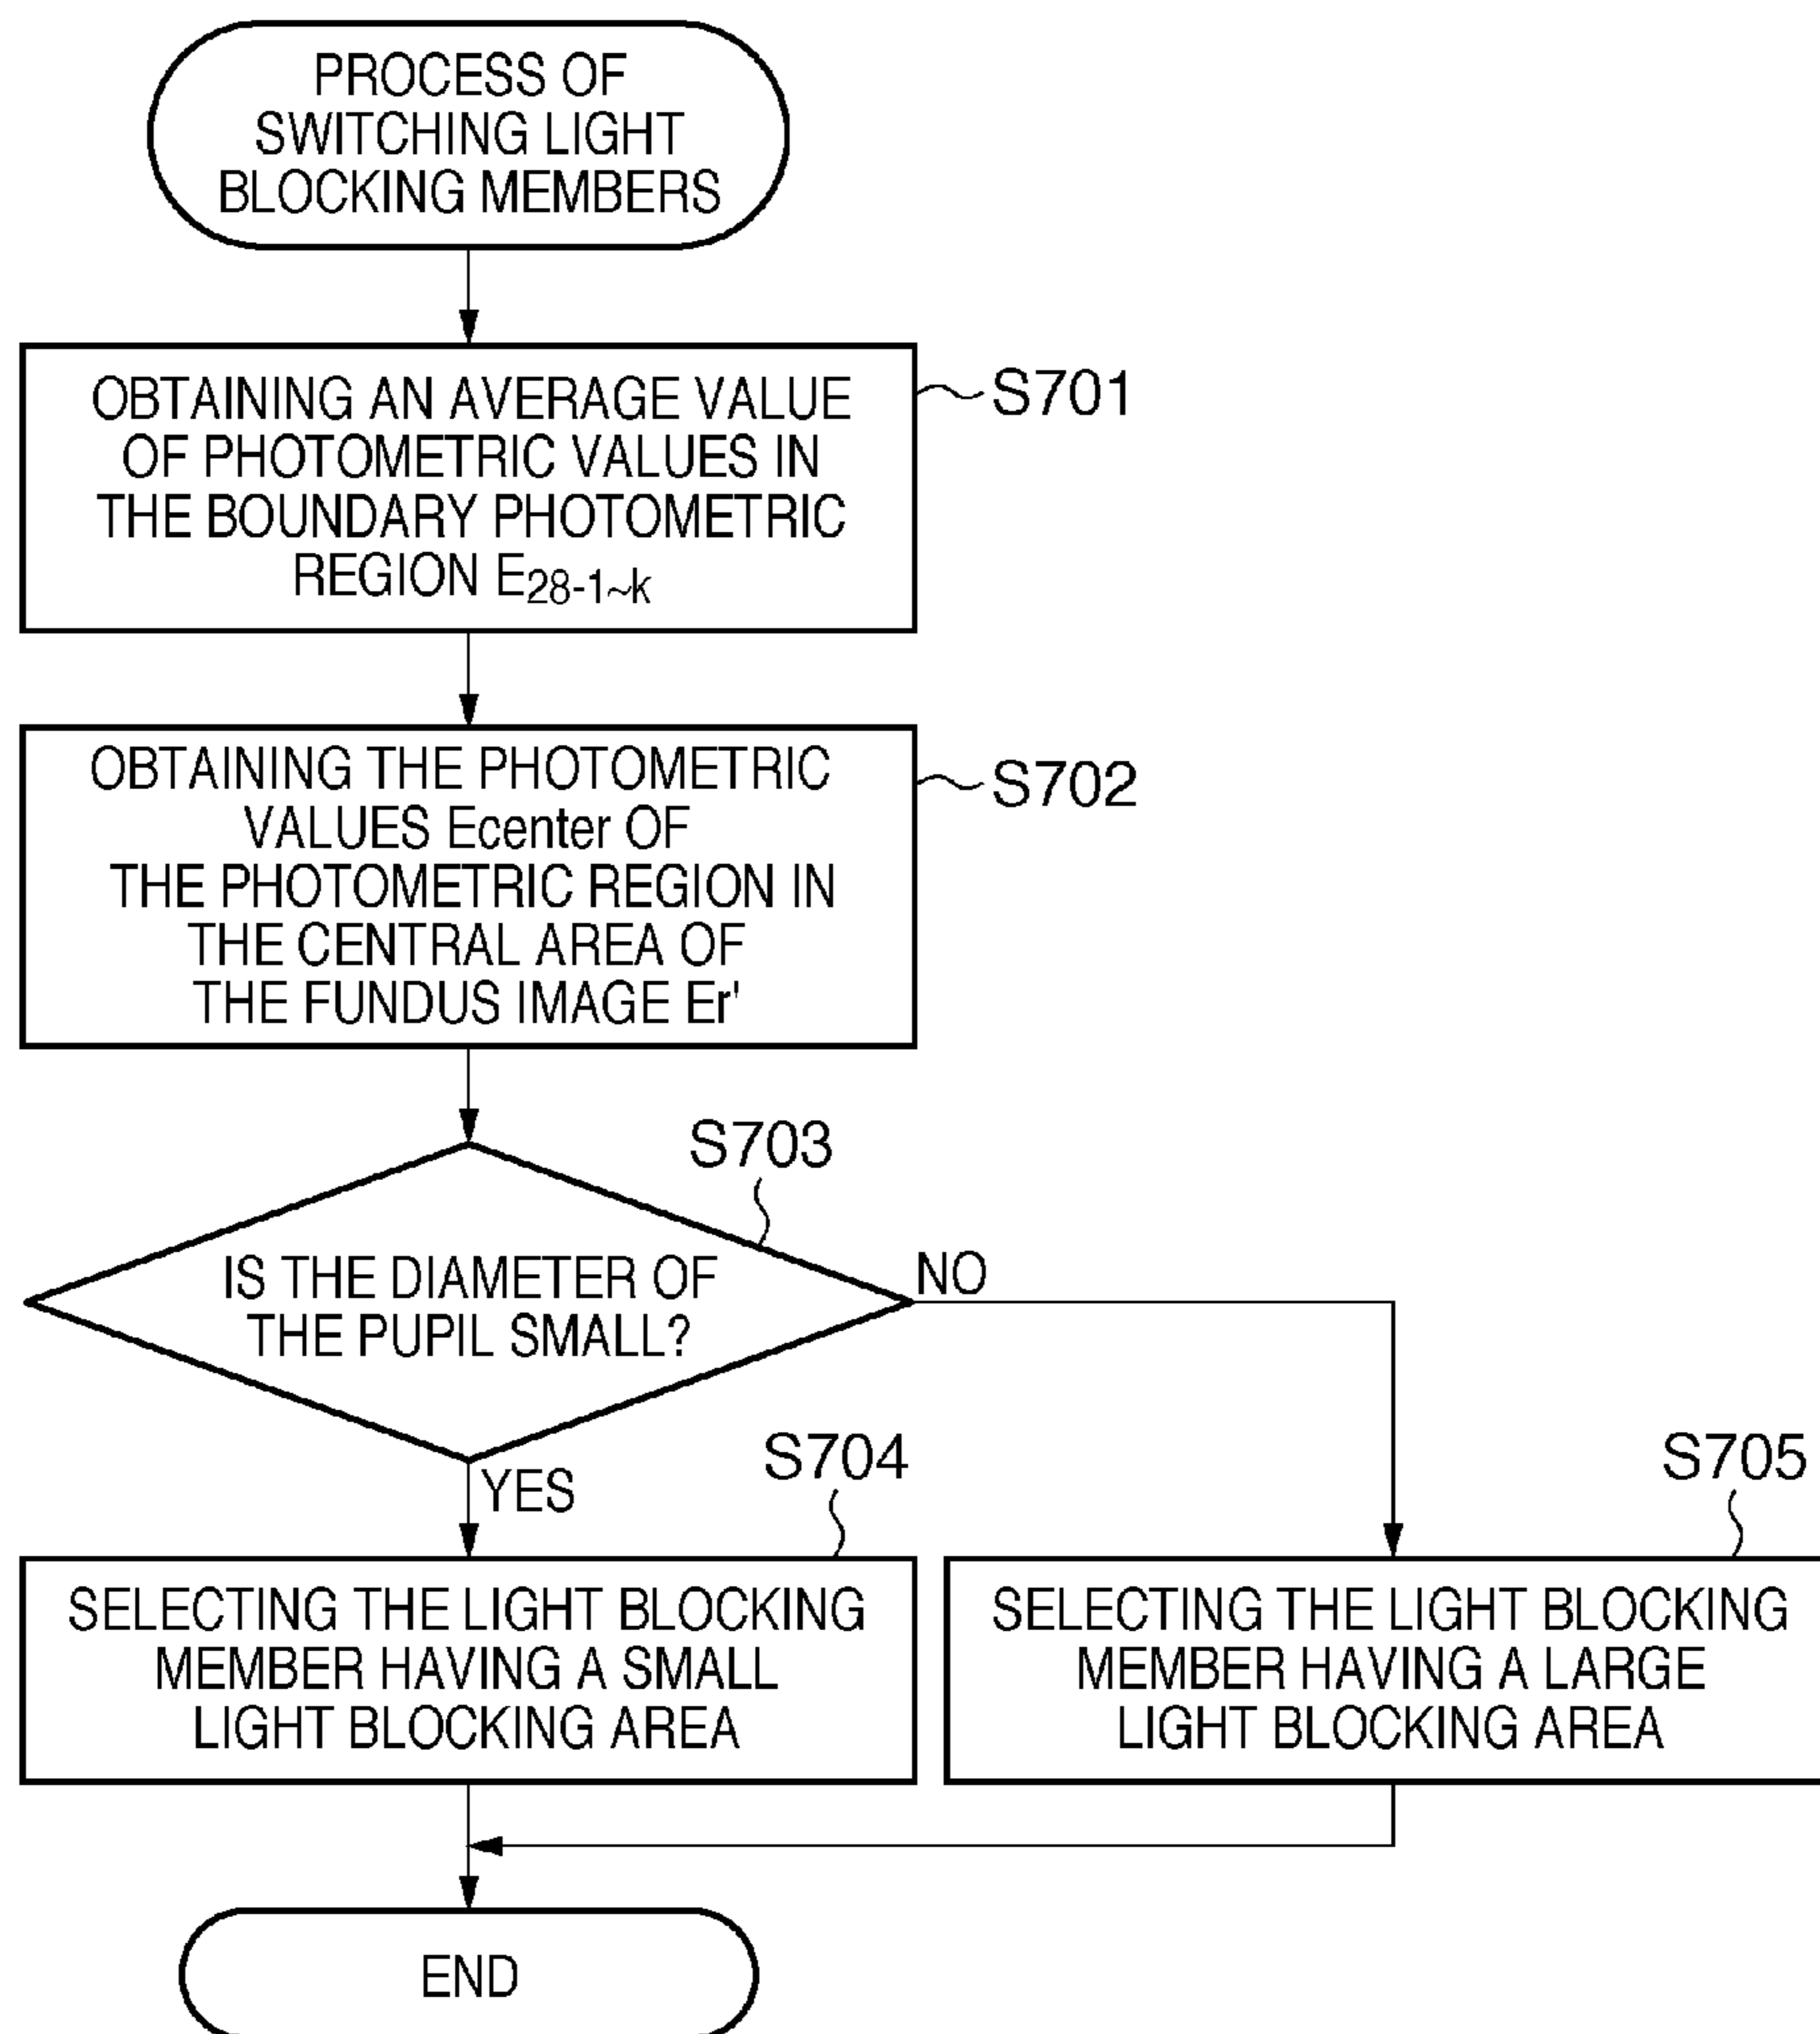 PROCESS OF
SWITCHING LIGHT
BLOCKING MEMBERS
OBTAINING AN AVERAGE VALUE
OF PHOTOMETRIC VALUES IN
THE BOUNDARY PHOTOMETRIC
REGION E28-1~k
S701
OBTAINING THE PHOTOMETRIC
VALUES Ecenter OF
THE PHOTOMETRIC REGION IN
THE CENTRAL AREA OF
THE FUNDUS IMAGE Er'
S702
S703
IS THE DIAMETER OF
THE PUPIL SMALL?
NO
YES
S704
SELECTING THE LIGHT BLOCKING
MEMBER HAVING A SMALL
LIGHT BLOCKING AREA
S705
SELECTING THE LIGHT BLOCKING
MEMBER HAVING A LARGE
LIGHT BLOCKING AREA
END